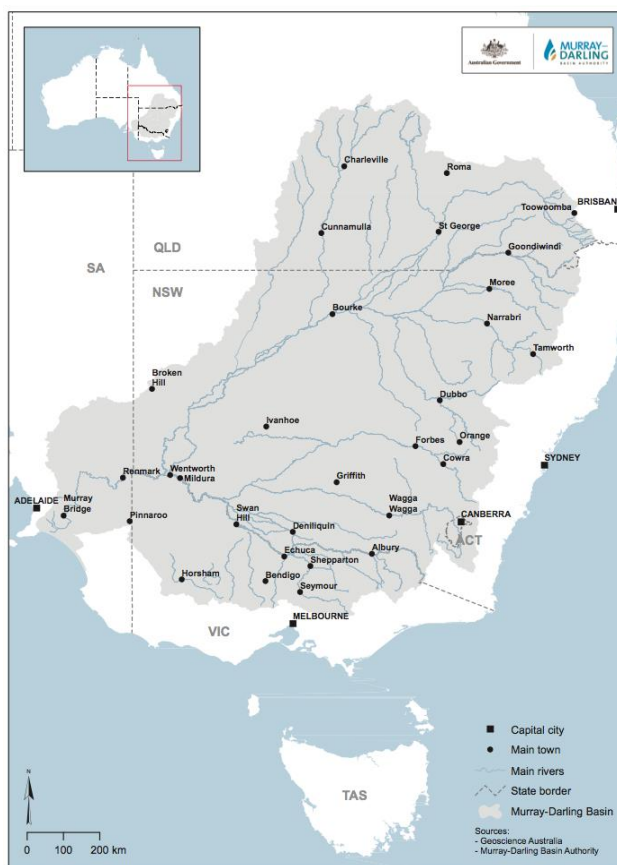 Australian Government
MURRAY–
DARLING
BASIN AUTHORITY
Charleville
Roma
Toowoomba
BRISBAN
Cunnamulla
St George
QLD
Goondiwindi
SA
NSW
Moree
Bourke
Narrabri
Tamworth
Broken
Hill
Dubbo
Ivanhoe
Forbes
Orange
Cowra
SYDNEY
Renmark
Wentworth
Mildura
Griffith
ADELAIDE
Murray
Bridge
Pinnaroo
Swan
Hill
Wagga
Wagga
CANBERRA
Deniliquin
ACT
Echuca
Albury
Shepparton
Horsham
Bendigo
Seymour
MELBOURNE
VIC
TAS
Capital city
Main town
Main rivers
State border
Murray-Darling Basin
Sources:
- Geoscience Australia
- Murray-Darling Basin Authority
N
0 100 200 km